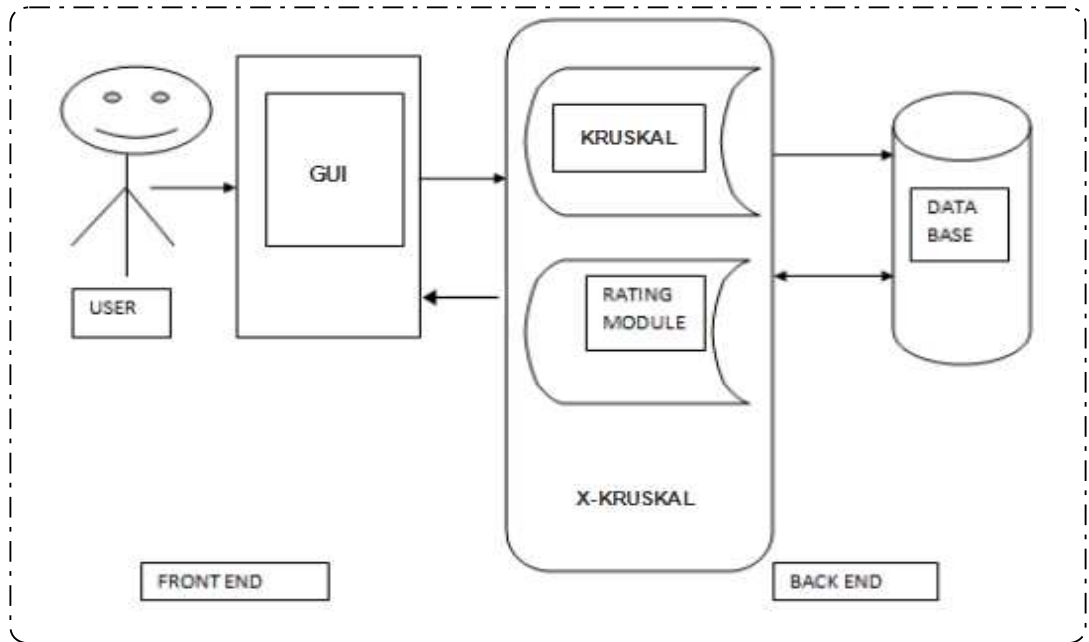 KRUSKAL
GUI
DATA
BASE
USER
RATING
MODULE
X-KRUSKAL
FRONT END
BACK END